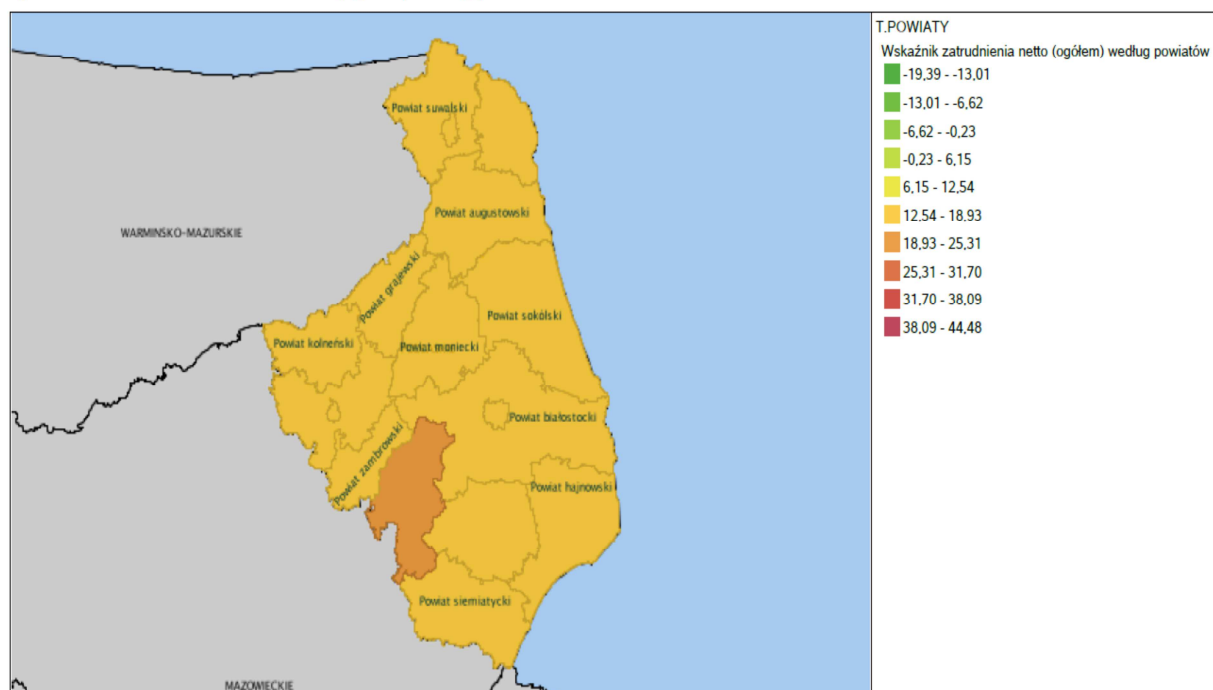 T.POWIATY
Wskaźnik zatrudnienia netto (ogółem) według powiatów
-19,39 - -13,01
-13,01 - -6,62
-6,62 - -0,23
-0,23 - 6,15
6,15 - 12,54
12,54 - 18,93
18,93 - 25,31
25,31 - 31,70
31,70 - 38,09
38,09 - 44,48
Powiat suwalski
Powiat augustowski
WARMIŃSKO-MAZURSKIE
Powiat grajewski
Powiat sokólski
Powiat kolneński
Powiat moniecki
Powiat białostocki
Powiat zambrowski
Powiat hajnowski
Powiat siemiatycki
MAZOWIECKIE